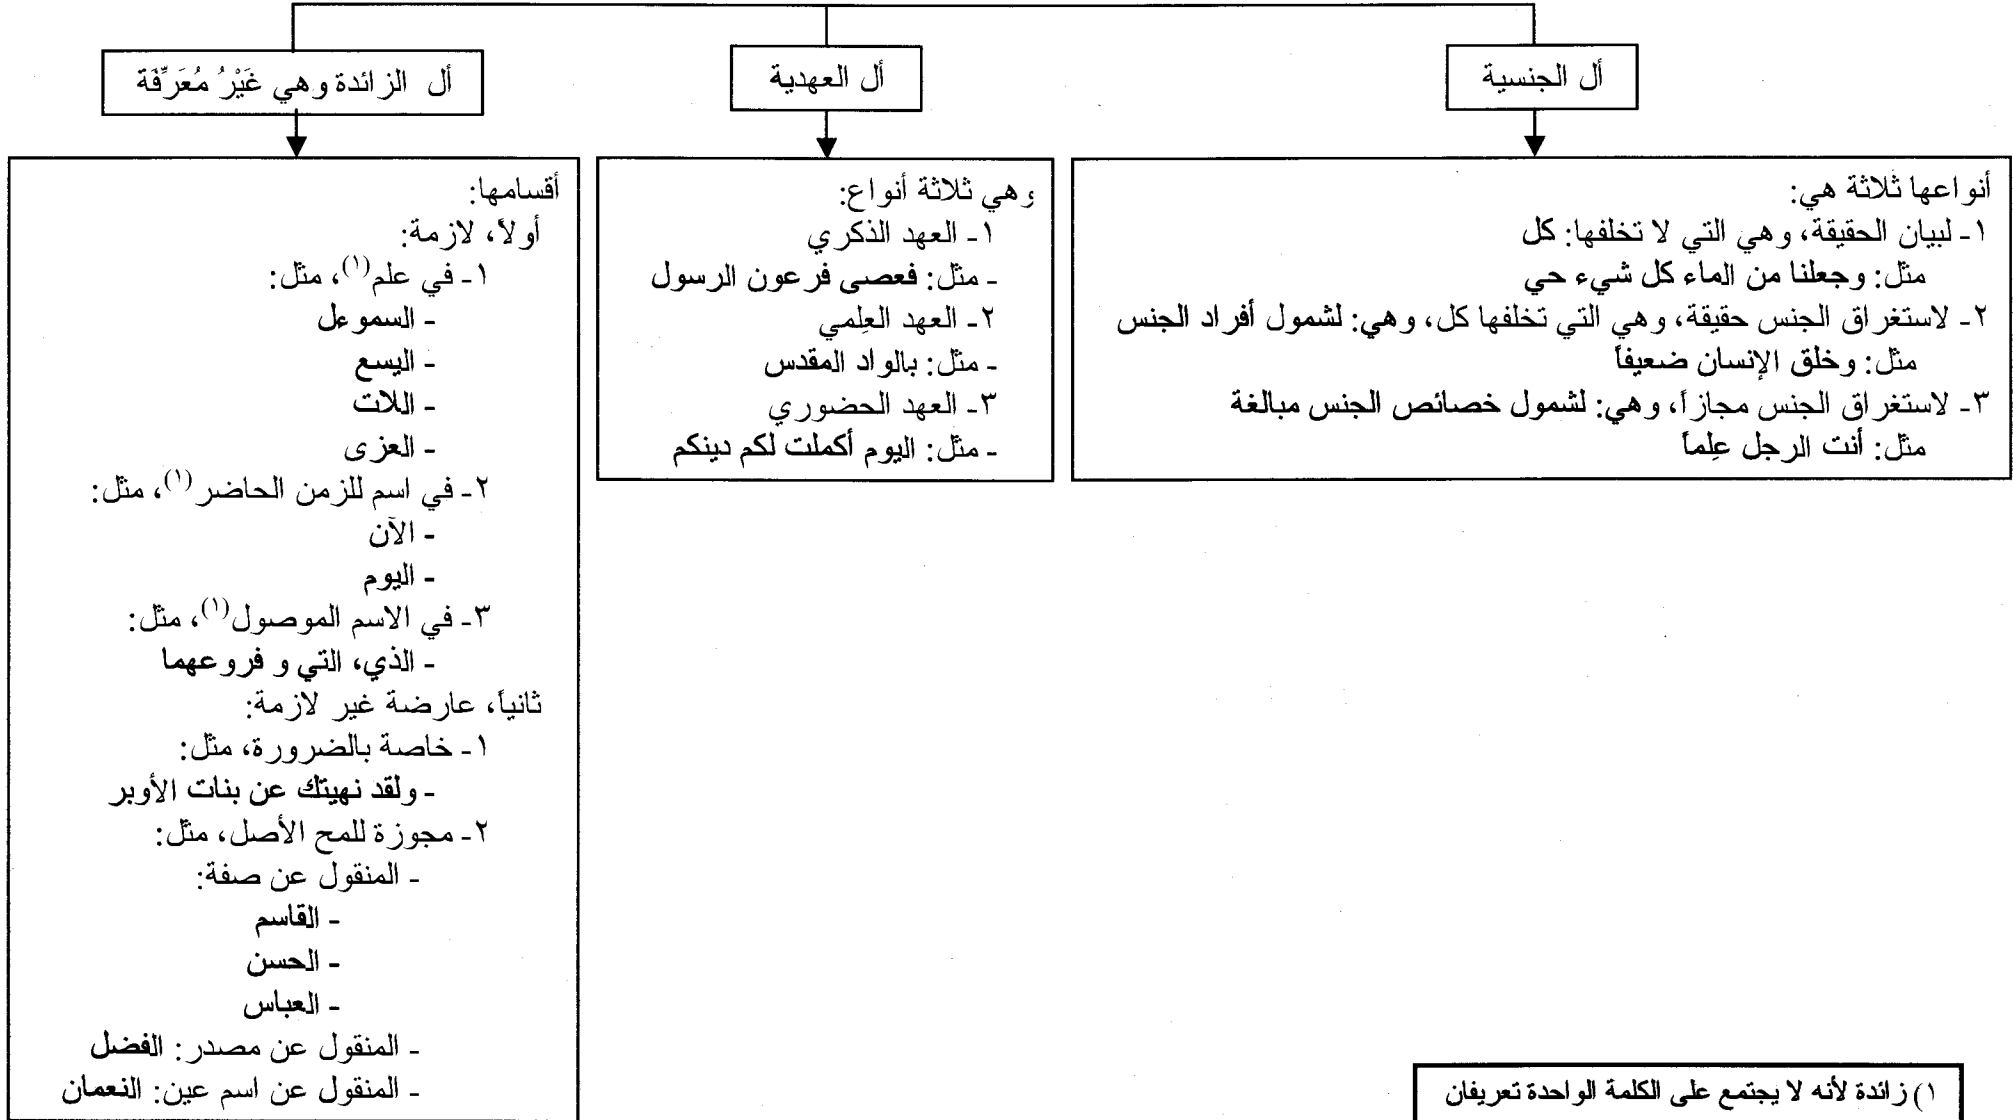 أل الجنسية
أنواعها ثلاثة هي:
١- لبيان الحقيقة، وهي التي لا تخلفها: كل
مثل: وجعلنا من الماء كل شيء حي
٢- لاستغراق الجنس حقيقة، وهي التي تخلفها كل، وهي: لشمول أفراد الجنس
مثل: وخلق الإنسان ضعيفاً
٣- لاستغراق الجنس مجازاً، وهي: لشمول خصائص الجنس مبالغة
مثل: أنت الرجل عِلماً
أل العهدية
وهي ثلاثة أنواع:
١- العهد الذكري
- مثل: فعصى فرعون الرسول
٢- العهد العِلمي
- مثل: بالواد المقدس
٣- العهد الحضوري
- مثل: اليوم أكملت لكم دينكم
أل الزائدة وهي غَيْرُ مُعَرِّفَة
أقسامها:
أولاً، لازمة:
١- في علم(١)، مثل:
- السموءل
- اليسع
- اللات
- العزى
٢- في اسم للزمن الحاضر(١)، مثل:
- الآن
- اليوم
٣- في الاسم الموصول(١)، مثل:
- الذي، التي و فروعهما
ثانياً، عارضة غير لازمة:
١- خاصة بالضرورة، مثل:
- ولقد نهيتك عن بنات الأوبر
٢- مجوزة للمح الأصل، مثل:
- المنقول عن صفة:
- القاسم
- الحسن
- العباس
- المنقول عن مصدر: الفضل
- المنقول عن اسم عين: النعمان
١) زائدة لأنه لا يجتمع على الكلمة الواحدة تعريفان